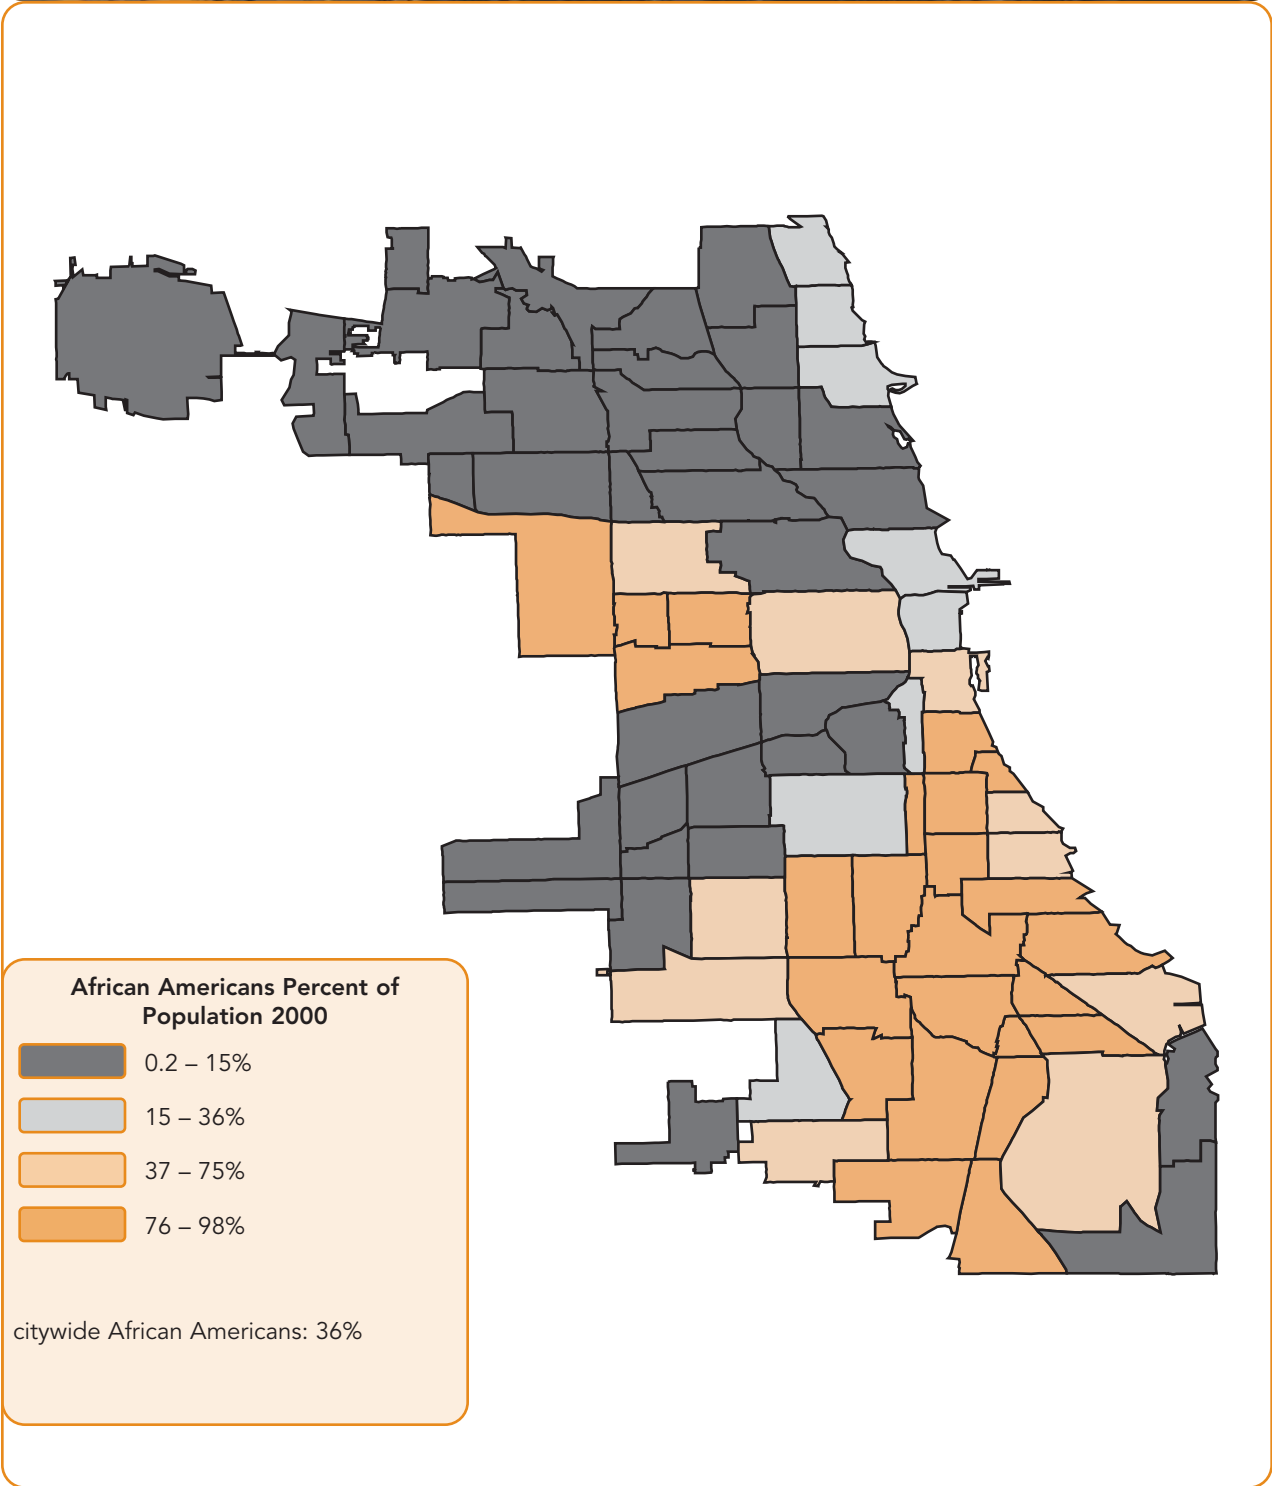 African Americans Percent of
Population 2000
0.2 – 15%
15 – 36%
37 – 75%
76 – 98%
citywide African Americans: 36%